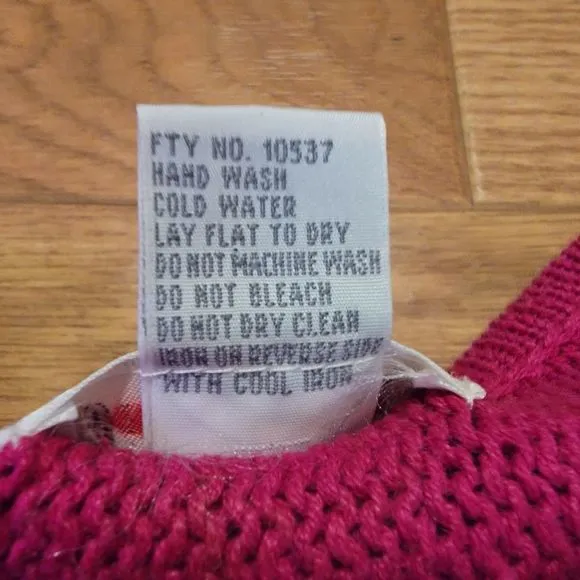 FTY NO. 10537
HAND WASH
COLD WATER
LAY FLAT TO DRY
DO NOT MACHINE WASH
DO NOT BLEACH
DO NOT DRY CLEAN
IRON ON REVERSE SIDE
WITH COOL IRON